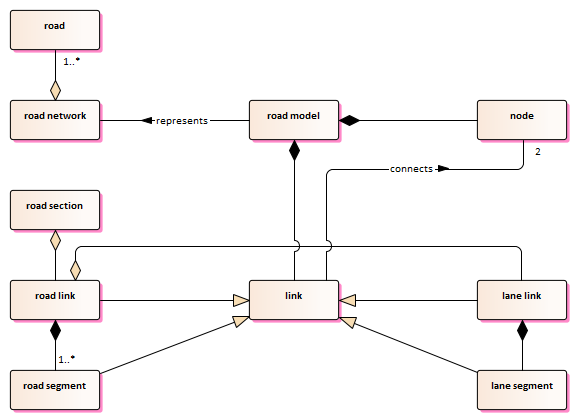 road
1..*
road network
represents
road model
node
2
connects
road section
road link
link
lane link
1..*
road segment
lane segment